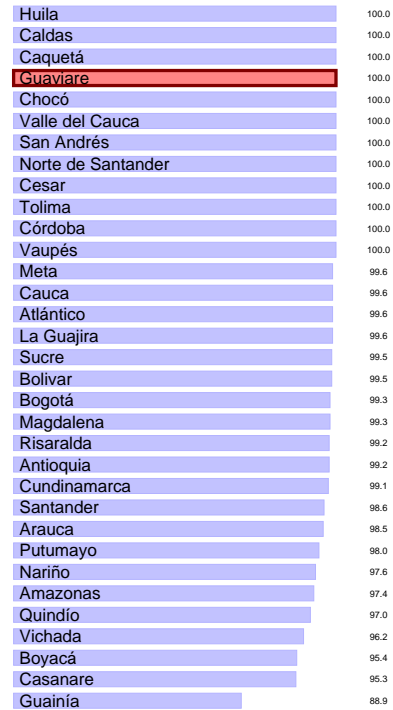 Huila 100.0
Caldas 100.0
Caquetá 100.0
Guaviare 100.0
Chocó 100.0
Valle del Cauca 100.0
San Andrés 100.0
Norte de Santander 100.0
Cesar 100.0
Tolima 100.0
Córdoba 100.0
Vaupés 100.0
Meta 99.6
Cauca 99.6
Atlántico 99.6
La Guajira 99.6
Sucre 99.5
Bolivar 99.5
Bogotá 99.3
Magdalena 99.3
Risaralda 99.2
Antioquia 99.2
Cundinamarca 99.1
Santander 98.6
Arauca 98.5
Putumayo 98.0
Nariño 97.6
Amazonas 97.4
Quindío 97.0
Vichada 96.2
Boyacá 95.4
Casanare 95.3
Guainía 88.9